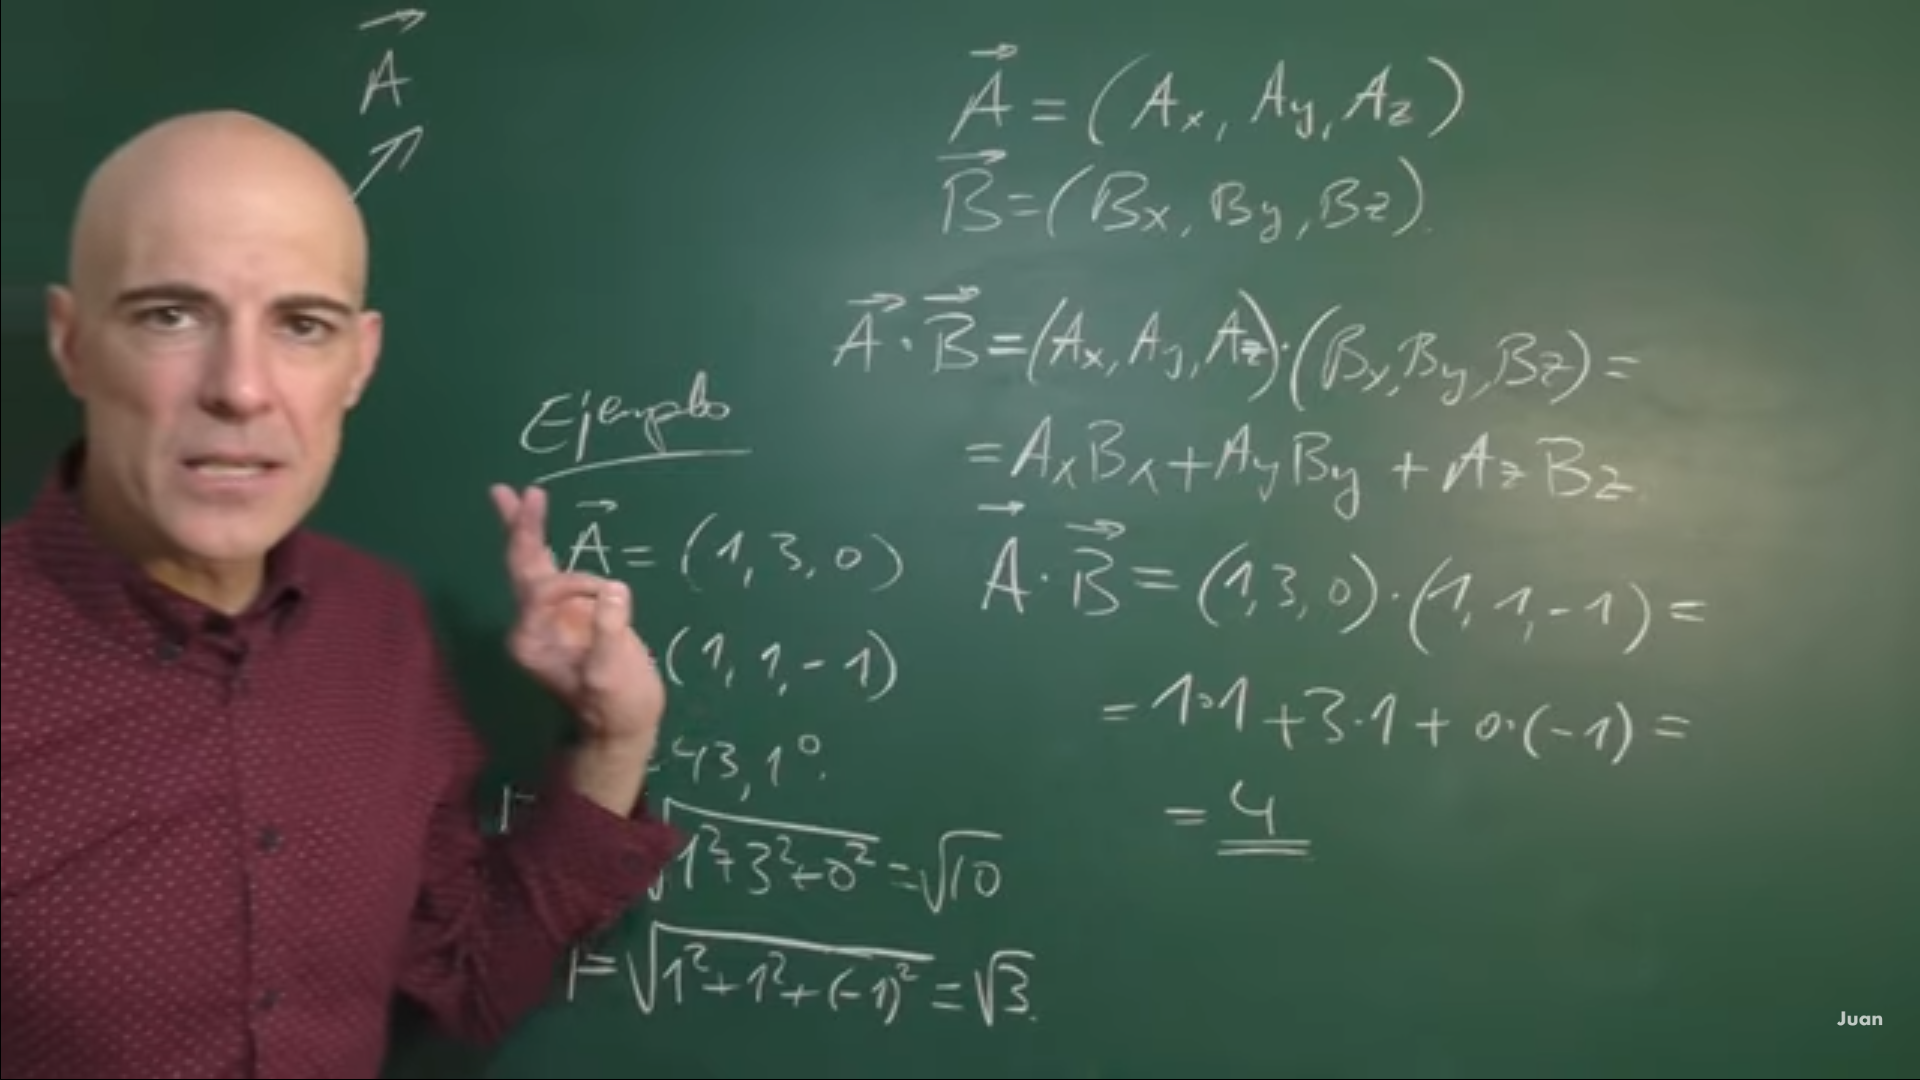 A
Ejemplo
A = (1, 3, 0)
(1, 1, -1)
43,1º.
√1²+3²+0² = √10
= √1²+1²+(-1)² = √3.
A = (Ax, Ay, Az)
B = (Bx, By, Bz).
A · B = (Ax, Ay, Az) · (Bx, By, Bz) =
= AxBx + AyBy + AzBz
A · B = (1, 3, 0) · (1, 1, -1) =
= 1·1 + 3·1 + 0·(-1) =
= 4
Juan